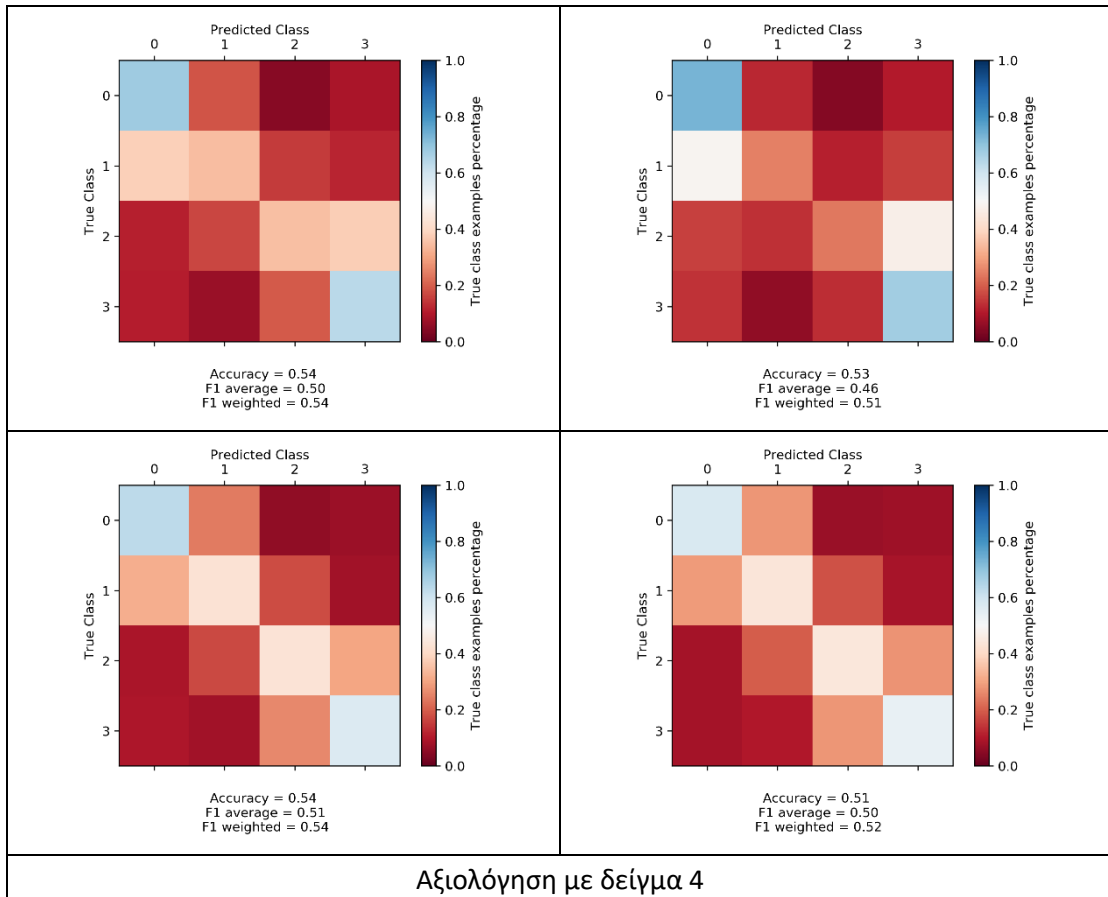 Predicted Class
0 1 2 3
True Class
0
1
2
3
1.0
0.8
0.6
0.4
0.2
0.0
True class examples percentage
Accuracy = 0.54
F1 average = 0.50
F1 weighted = 0.54
Predicted Class
0 1 2 3
True Class
0
1
2
3
1.0
0.8
0.6
0.4
0.2
0.0
True class examples percentage
Accuracy = 0.53
F1 average = 0.46
F1 weighted = 0.51
Predicted Class
0 1 2 3
True Class
0
1
2
3
1.0
0.8
0.6
0.4
0.2
0.0
True class examples percentage
Accuracy = 0.54
F1 average = 0.51
F1 weighted = 0.54
Predicted Class
0 1 2 3
True Class
0
1
2
3
1.0
0.8
0.6
0.4
0.2
0.0
True class examples percentage
Accuracy = 0.51
F1 average = 0.50
F1 weighted = 0.52
Αξιολόγηση με δείγμα 4